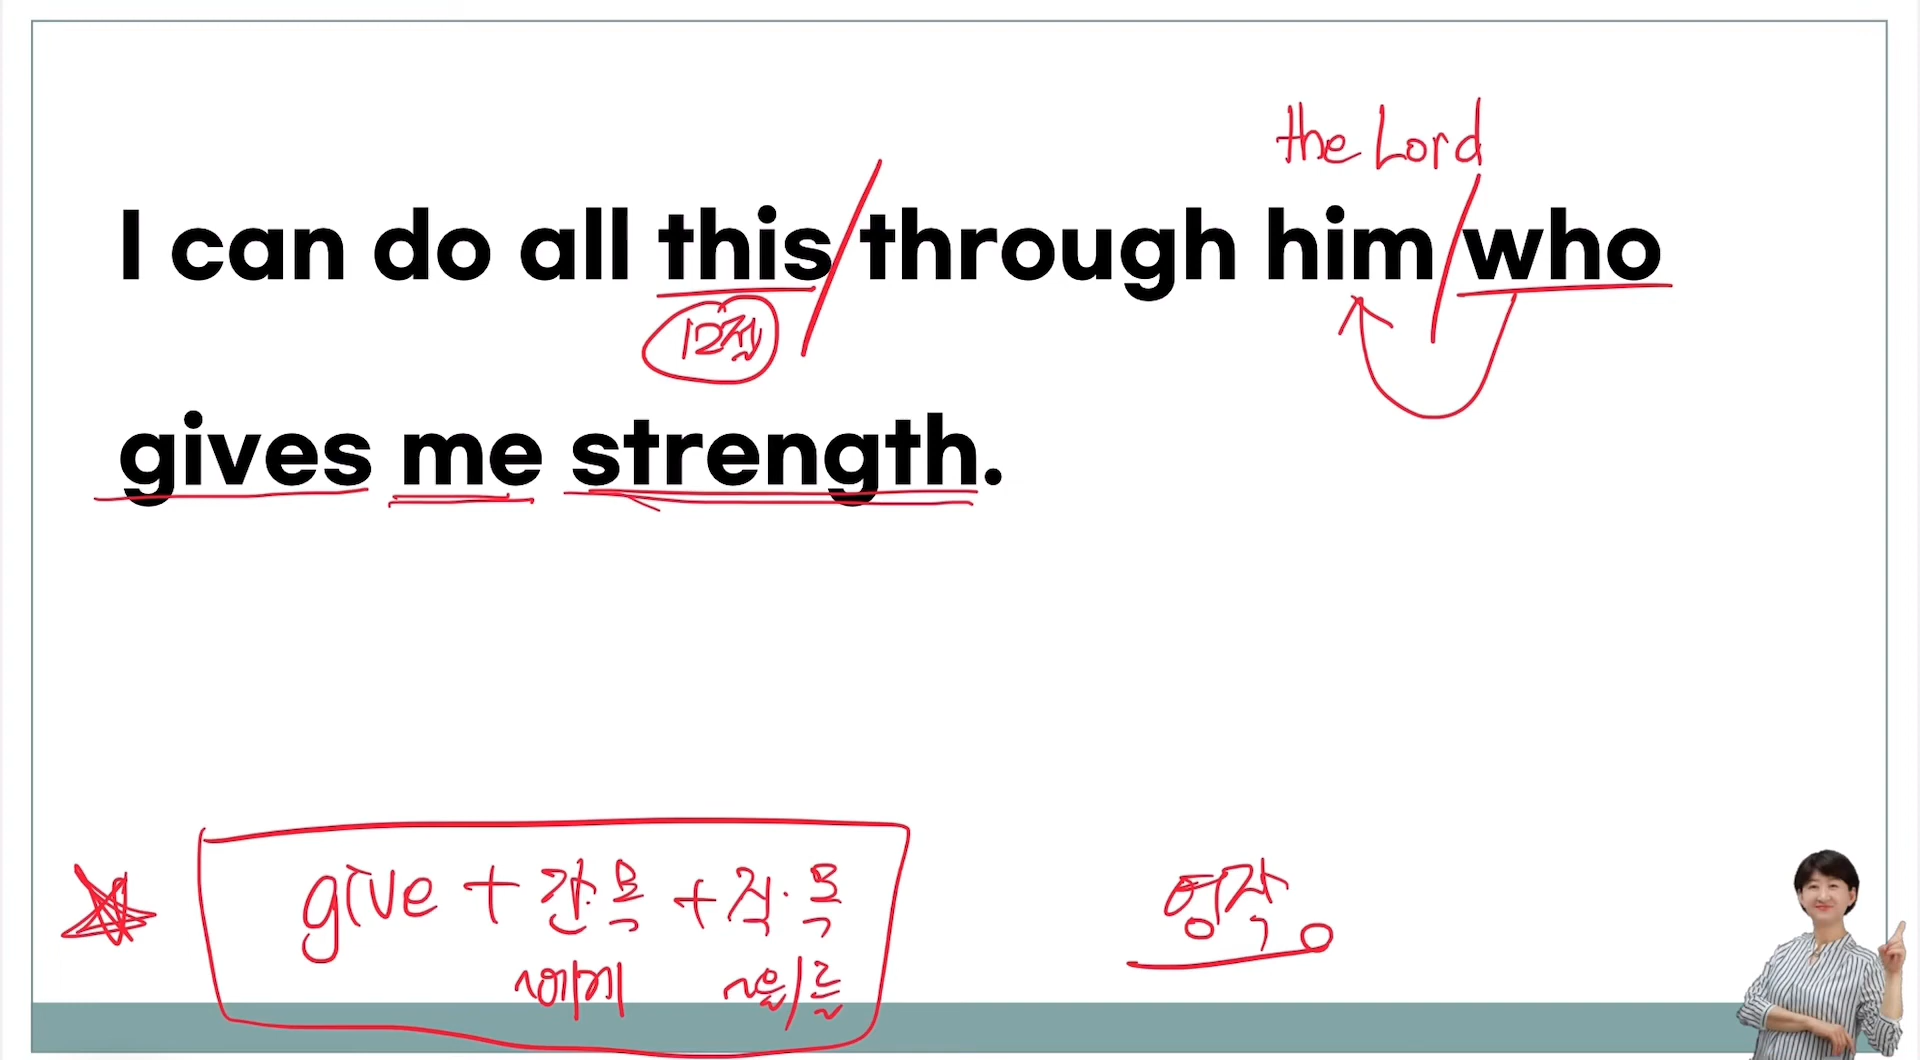 the Lord
I can do all this / through him / who
12절
gives me strength.
give + 간·목 + 직·목
~에게 ~을/를
영작